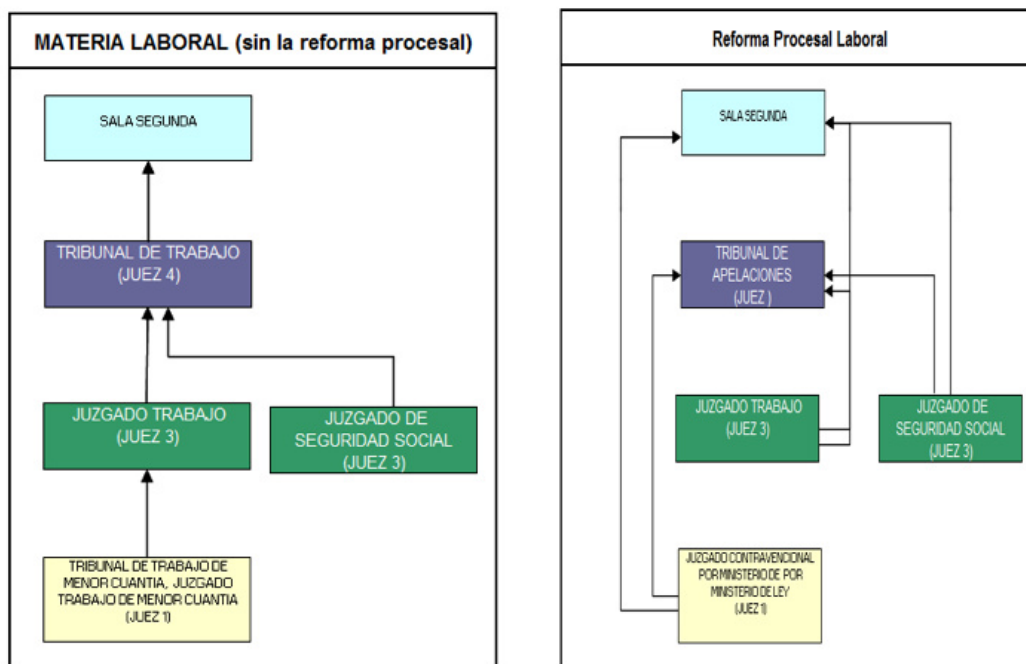 MATERIA LABORAL (sin la reforma procesal)
SALA SEGUNDA
TRIBUNAL DE TRABAJO
(JUEZ 4)
JUZGADO TRABAJO
(JUEZ 3)
JUZGADO DE
SEGURIDAD SOCIAL
(JUEZ 3)
TRIBUNAL DE TRABAJO DE
MENOR CUANTIA, JUZGADO
TRABAJO DE MENOR CUANTIA
(JUEZ 1)
Reforma Procesal Laboral
SALA SEGUNDA
TRIBUNAL DE
APELACIONES
(JUEZ )
JUZGADO TRABAJO
(JUEZ 3)
JUZGADO DE
SEGURIDAD SOCIAL
(JUEZ 3)
JUZGADO CONTRAVENCIONAL
POR MINISTERIO DE POR
MINISTERIO DE LEY
(JUEZ 1)